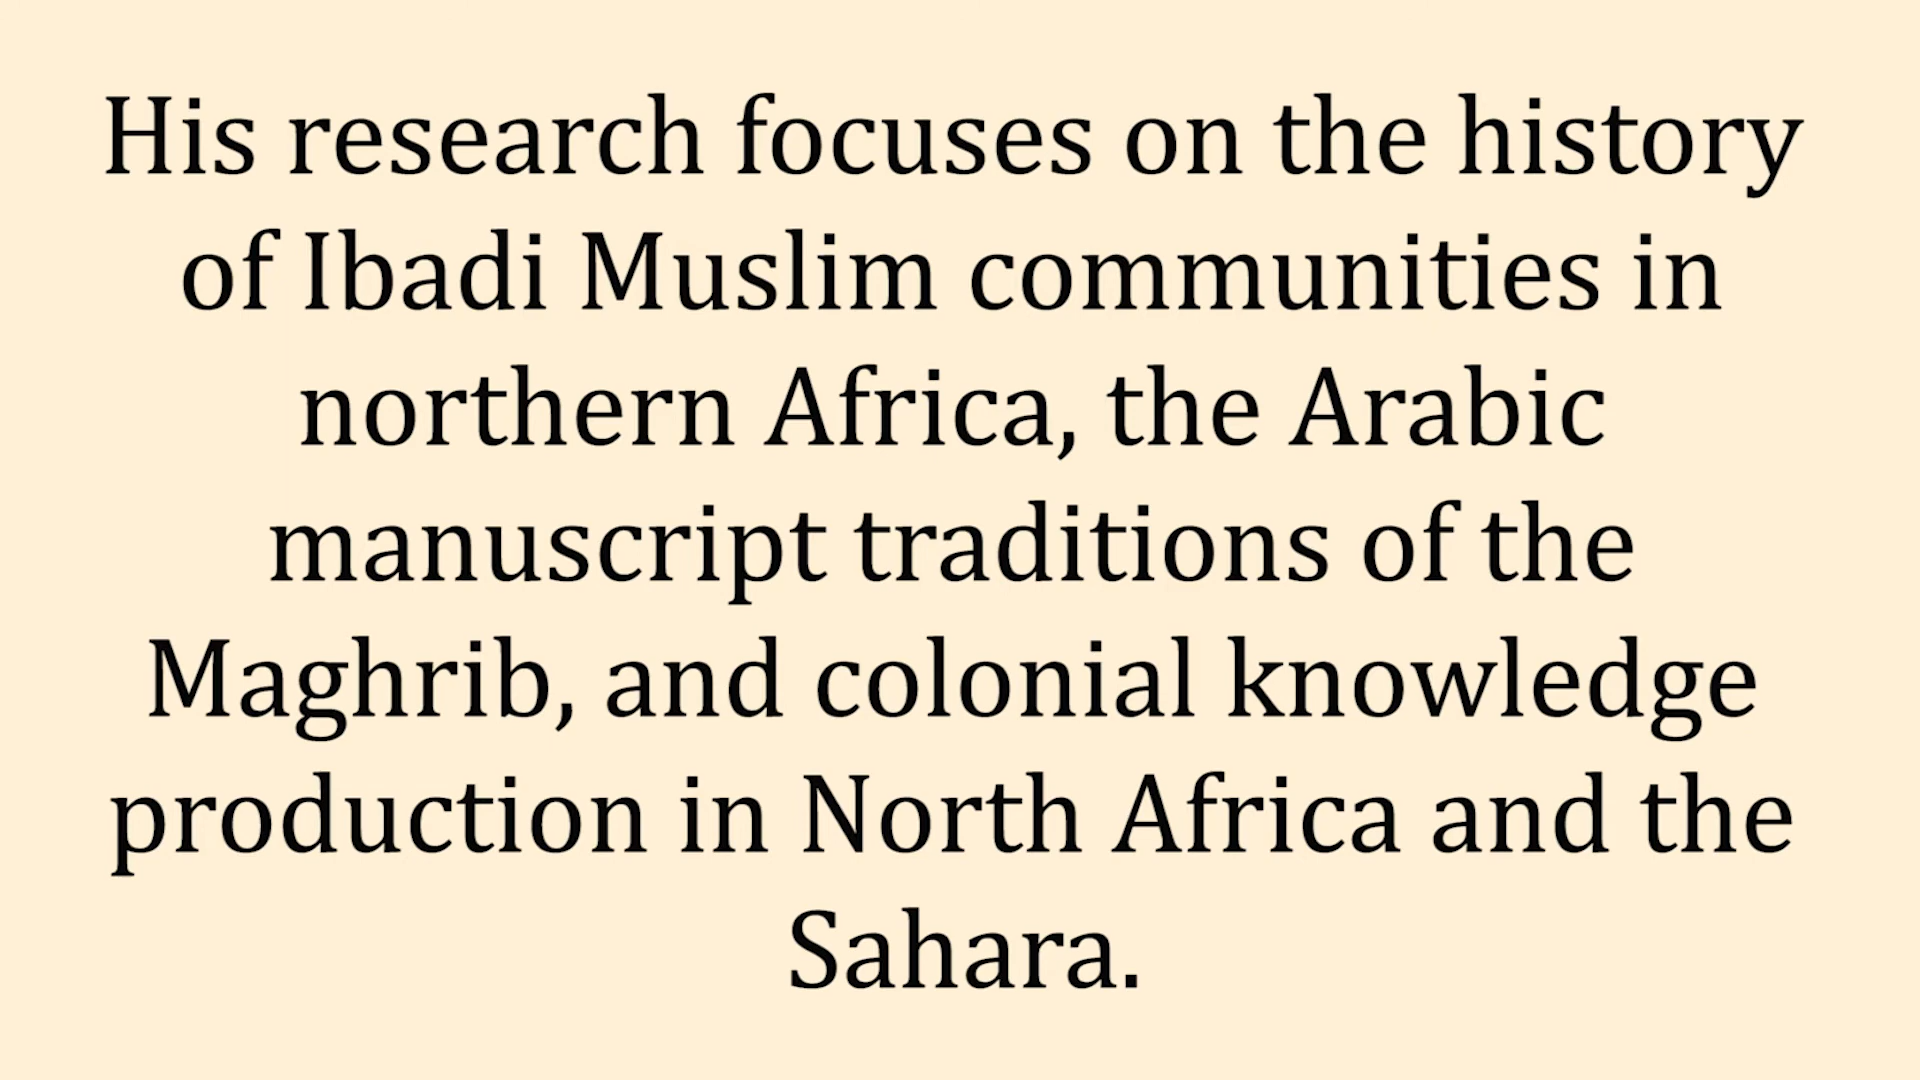 His research focuses on the history
of Ibadi Muslim communities in
northern Africa, the Arabic
manuscript traditions of the
Maghrib, and colonial knowledge
production in North Africa and the
Sahara.